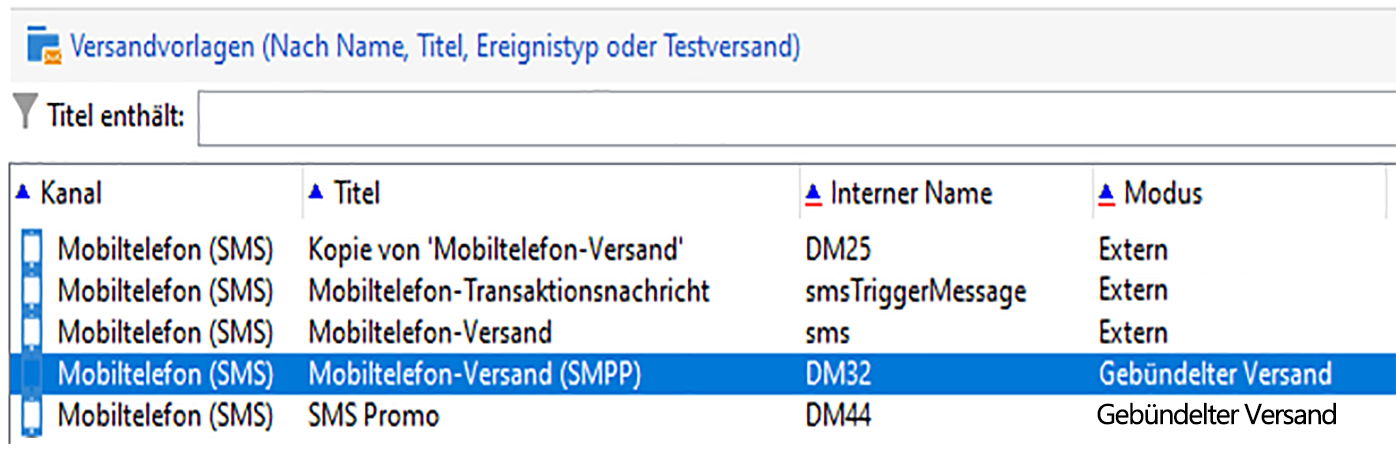 Versandvorlagen (Nach Name, Titel, Ereignistyp oder Testversand)
Titel enthält:
Kanal Titel Interner Name Modus
Mobiltelefon (SMS) Kopie von 'Mobiltelefon-Versand' DM25 Extern
Mobiltelefon (SMS) Mobiltelefon-Transaktionsnachricht smsTriggerMessage Extern
Mobiltelefon (SMS) Mobiltelefon-Versand sms Extern
Mobiltelefon (SMS) Mobiltelefon-Versand (SMPP) DM32 Gebündelter Versand
Mobiltelefon (SMS) SMS Promo DM44 Gebündelter Versand